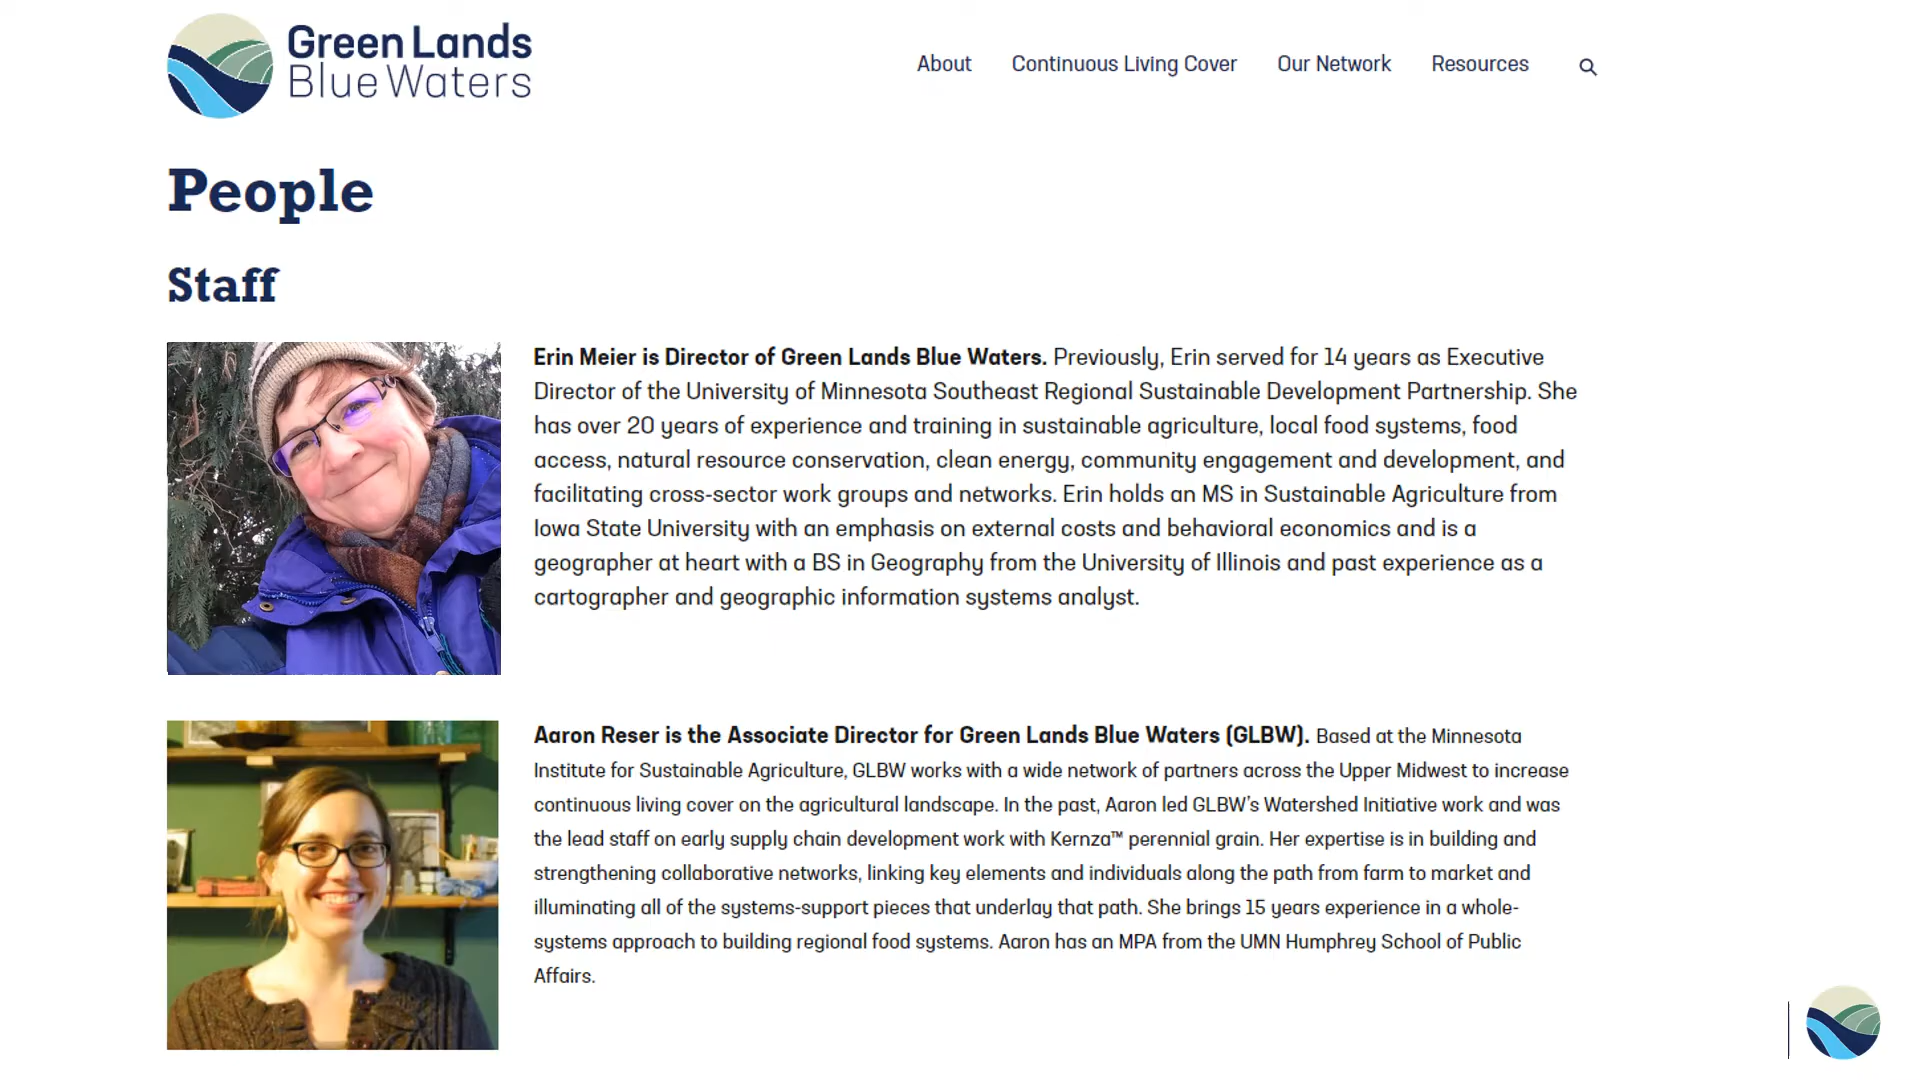 Green Lands
Blue Waters
About
Continuous Living Cover
Our Network
Resources
People
Staff
Erin Meier is Director of Green Lands Blue Waters. Previously, Erin served for 14 years as Executive
Director of the University of Minnesota Southeast Regional Sustainable Development Partnership. She
has over 20 years of experience and training in sustainable agriculture, local food systems, food
access, natural resource conservation, clean energy, community engagement and development, and
facilitating cross-sector work groups and networks. Erin holds an MS in Sustainable Agriculture from
Iowa State University with an emphasis on external costs and behavioral economics and is a
geographer at heart with a BS in Geography from the University of Illinois and past experience as a
cartographer and geographic information systems analyst.
Aaron Reser is the Associate Director for Green Lands Blue Waters (GLBW). Based at the Minnesota
Institute for Sustainable Agriculture, GLBW works with a wide network of partners across the Upper Midwest to increase
continuous living cover on the agricultural landscape. In the past, Aaron led GLBW's Watershed Initiative work and was
the lead staff on early supply chain development work with Kernza™ perennial grain. Her expertise is in building and
strengthening collaborative networks, linking key elements and individuals along the path from farm to market and
illuminating all of the systems-support pieces that underlay that path. She brings 15 years experience in a whole-
systems approach to building regional food systems. Aaron has an MPA from the UMN Humphrey School of Public
Affairs.